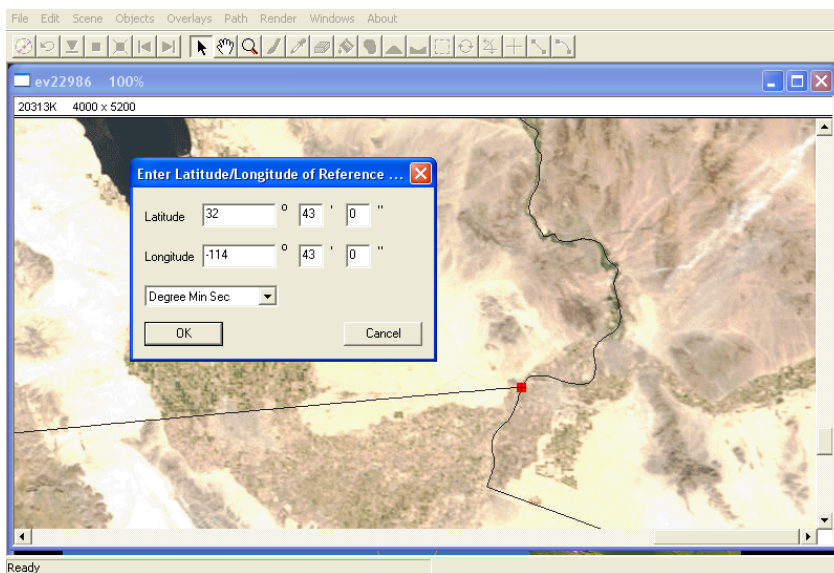 File Edit Scene Objects Overlays Path Render Windows About
ev22986 100%
20313K 4000 x 5200
Enter Latitude/Longitude of Reference ...
Latitude 32 ° 43 ' 0 "
Longitude -114 ° 43 ' 0 "
Degree Min Sec
OK Cancel
Ready